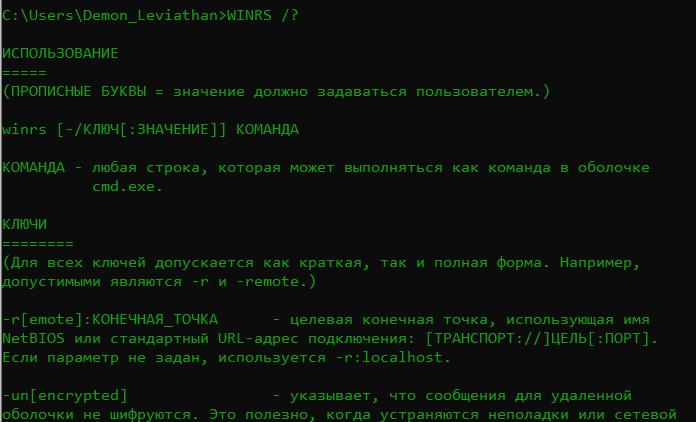 C:\Users\Demon_Leviathan>WINRS /?
ИСПОЛЬЗОВАНИЕ
=====
(ПРОПИСНЫЕ БУКВЫ = значение должно задаваться пользователем.)
winrs [-/КЛЮЧ[:ЗНАЧЕНИЕ]] КОМАНДА
КОМАНДА - любая строка, которая может выполняться как команда в оболочке
cmd.exe.
КЛЮЧИ
========
(Для всех ключей допускается как краткая, так и полная форма. Например,
допустимыми являются -r и -remote.)
-r[emote]:КОНЕЧНАЯ_ТОЧКА - целевая конечная точка, использующая имя
NetBIOS или стандартный URL-адрес подключения: [ТРАНСПОРТ://]ЦЕЛЬ[:ПОРТ].
Если параметр не задан, используется -r:localhost.
-un[encrypted] - указывает, что сообщения для удаленной
оболочки не шифруются. Это полезно, когда устраняются неполадки или сетевой